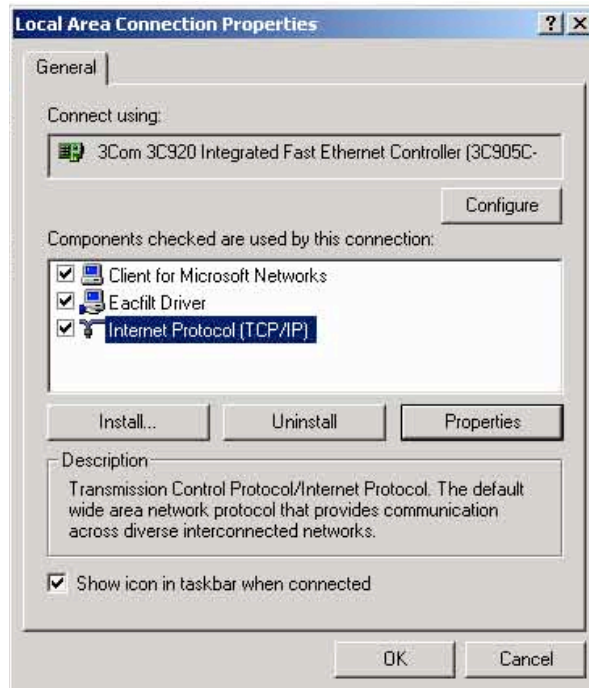 Local Area Connection Properties
General
Connect using:
3Com 3C920 Integrated Fast Ethernet Controller (3C905C-
Configure
Components checked are used by this connection:
Client for Microsoft Networks
Eacfilt Driver
Internet Protocol (TCP/IP)
Install...
Uninstall
Properties
Description
Transmission Control Protocol/Internet Protocol. The default
wide area network protocol that provides communication
across diverse interconnected networks.
Show icon in taskbar when connected
OK
Cancel